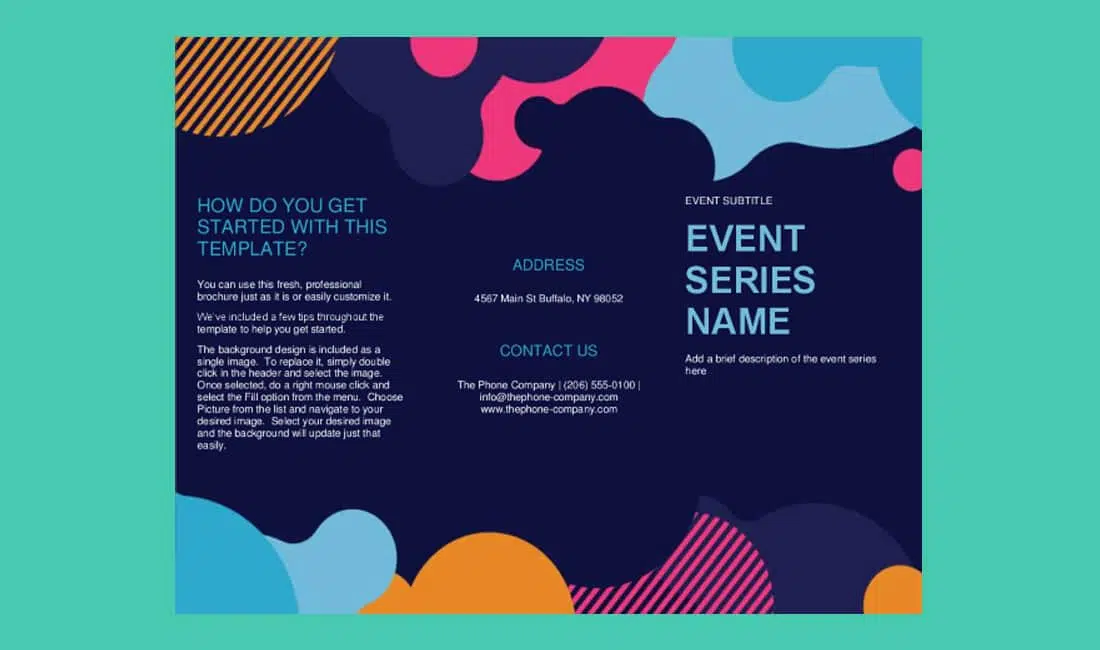 HOW DO YOU GET
STARTED WITH THIS
TEMPLATE?
You can use this fresh, professional
brochure just as it is or easily customize it.
We've included a few tips throughout the
template to help you get started.
The background design is included as a
single image. To replace it, simply double
click in the header and select the image.
Once selected, do a right mouse click and
select the Fill option from the menu. Choose
Picture from the list and navigate to your
desired image. Select your desired image
and the background will update just that
easily.
ADDRESS
4567 Main St Buffalo, NY 98052
CONTACT US
The Phone Company | (206) 555-0100 |
info@thephone-company.com
www.thephone-company.com
EVENT SUBTITLE
EVENT
SERIES
NAME
Add a brief description of the event series
here